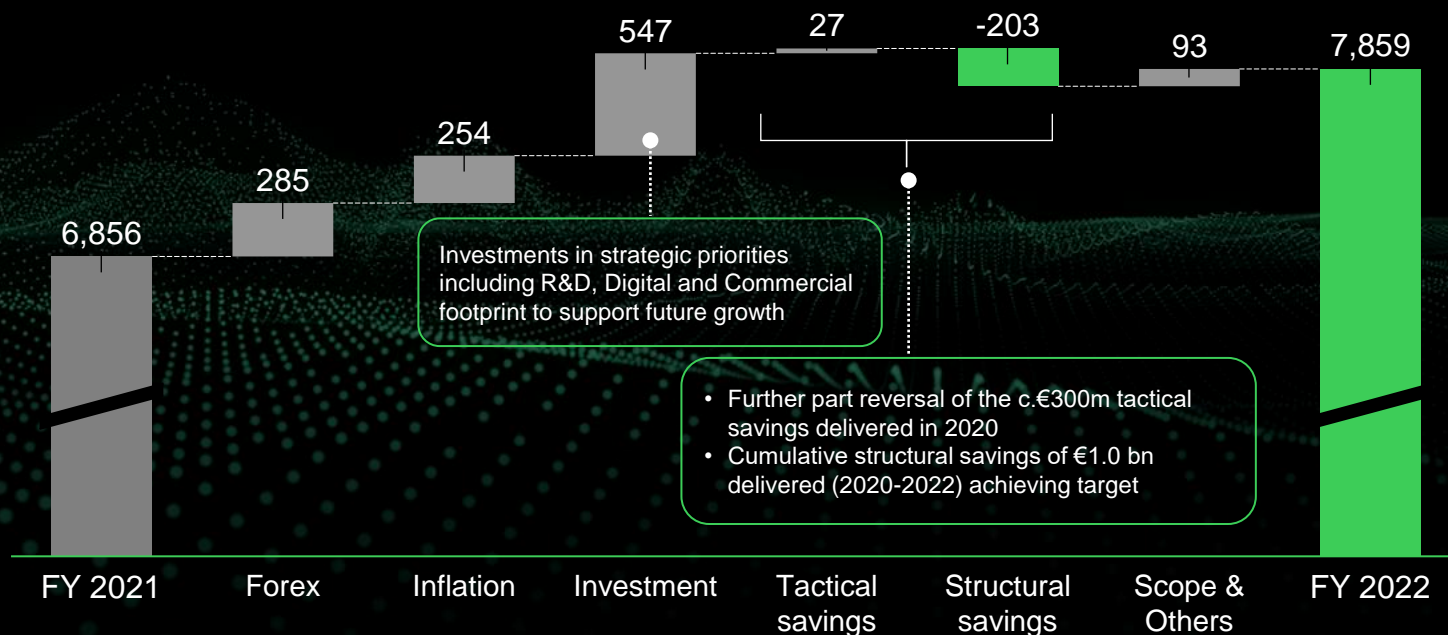 547
27
-203
93
7,859
254
285
6,856
Investments in strategic priorities
including R&D, Digital and Commercial
footprint to support future growth
• Further part reversal of the c.€300m tactical
savings delivered in 2020
• Cumulative structural savings of €1.0 bn
delivered (2020-2022) achieving target
FY 2021
Forex
Inflation
Investment
Tactical
savings
Structural
savings
Scope &
Others
FY 2022